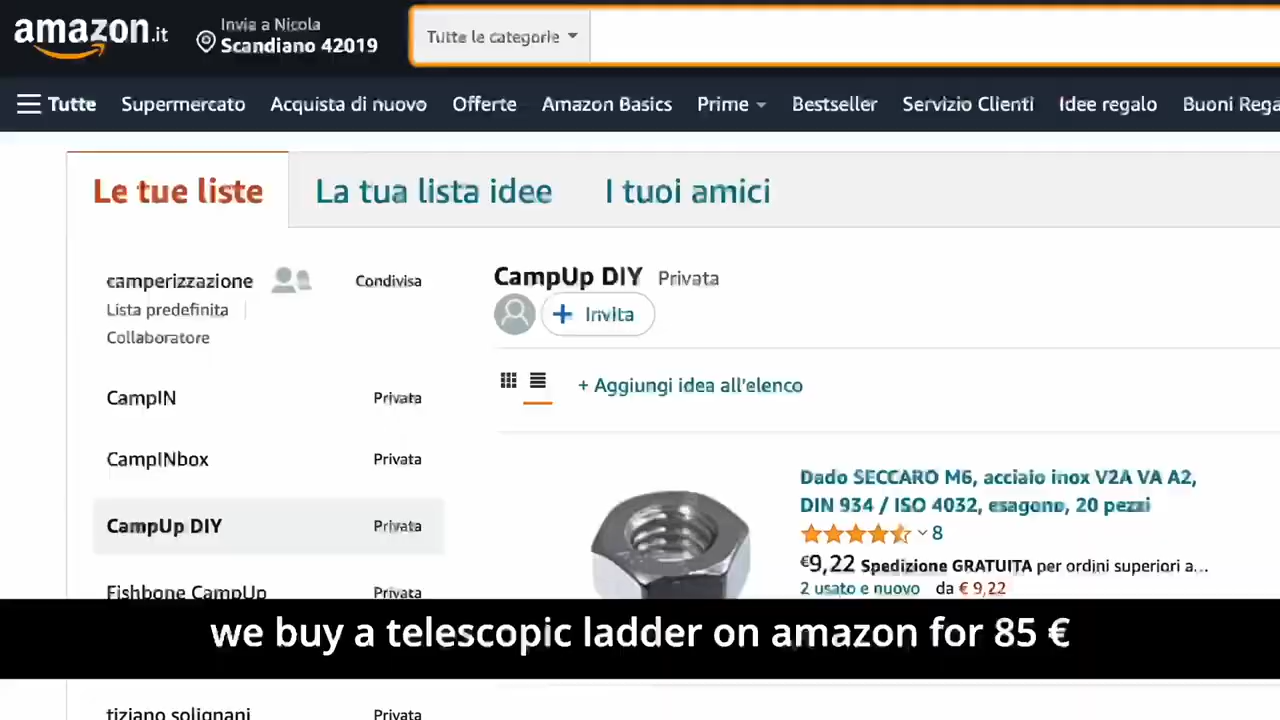 amazon.it
Invia a Nicola
Scandiano 42019
Tutte le categorie
Tutte Supermercato Acquista di nuovo Offerte Amazon Basics Prime Bestseller Servizio Clienti Idee regalo Buoni Rega
Le tue liste La tua lista idee I tuoi amici
camperizzazione Condivisa
Lista predefinita
Collaboratore
CampIN Privata
CampINbox Privata
CampUp DIY Privata
Fishbone CampUp Privata
tiziano solignani Privata
CampUp DIY Privata
+ Invita
+ Aggiungi idea all'elenco
Dado SECCARO M6, acciaio inox V2A VA A2,
DIN 934 / ISO 4032, esagono, 20 pezzi
8
€9,22 Spedizione GRATUITA per ordini superiori a...
2 usato e nuovo da € 9,22
we buy a telescopic ladder on amazon for 85 €